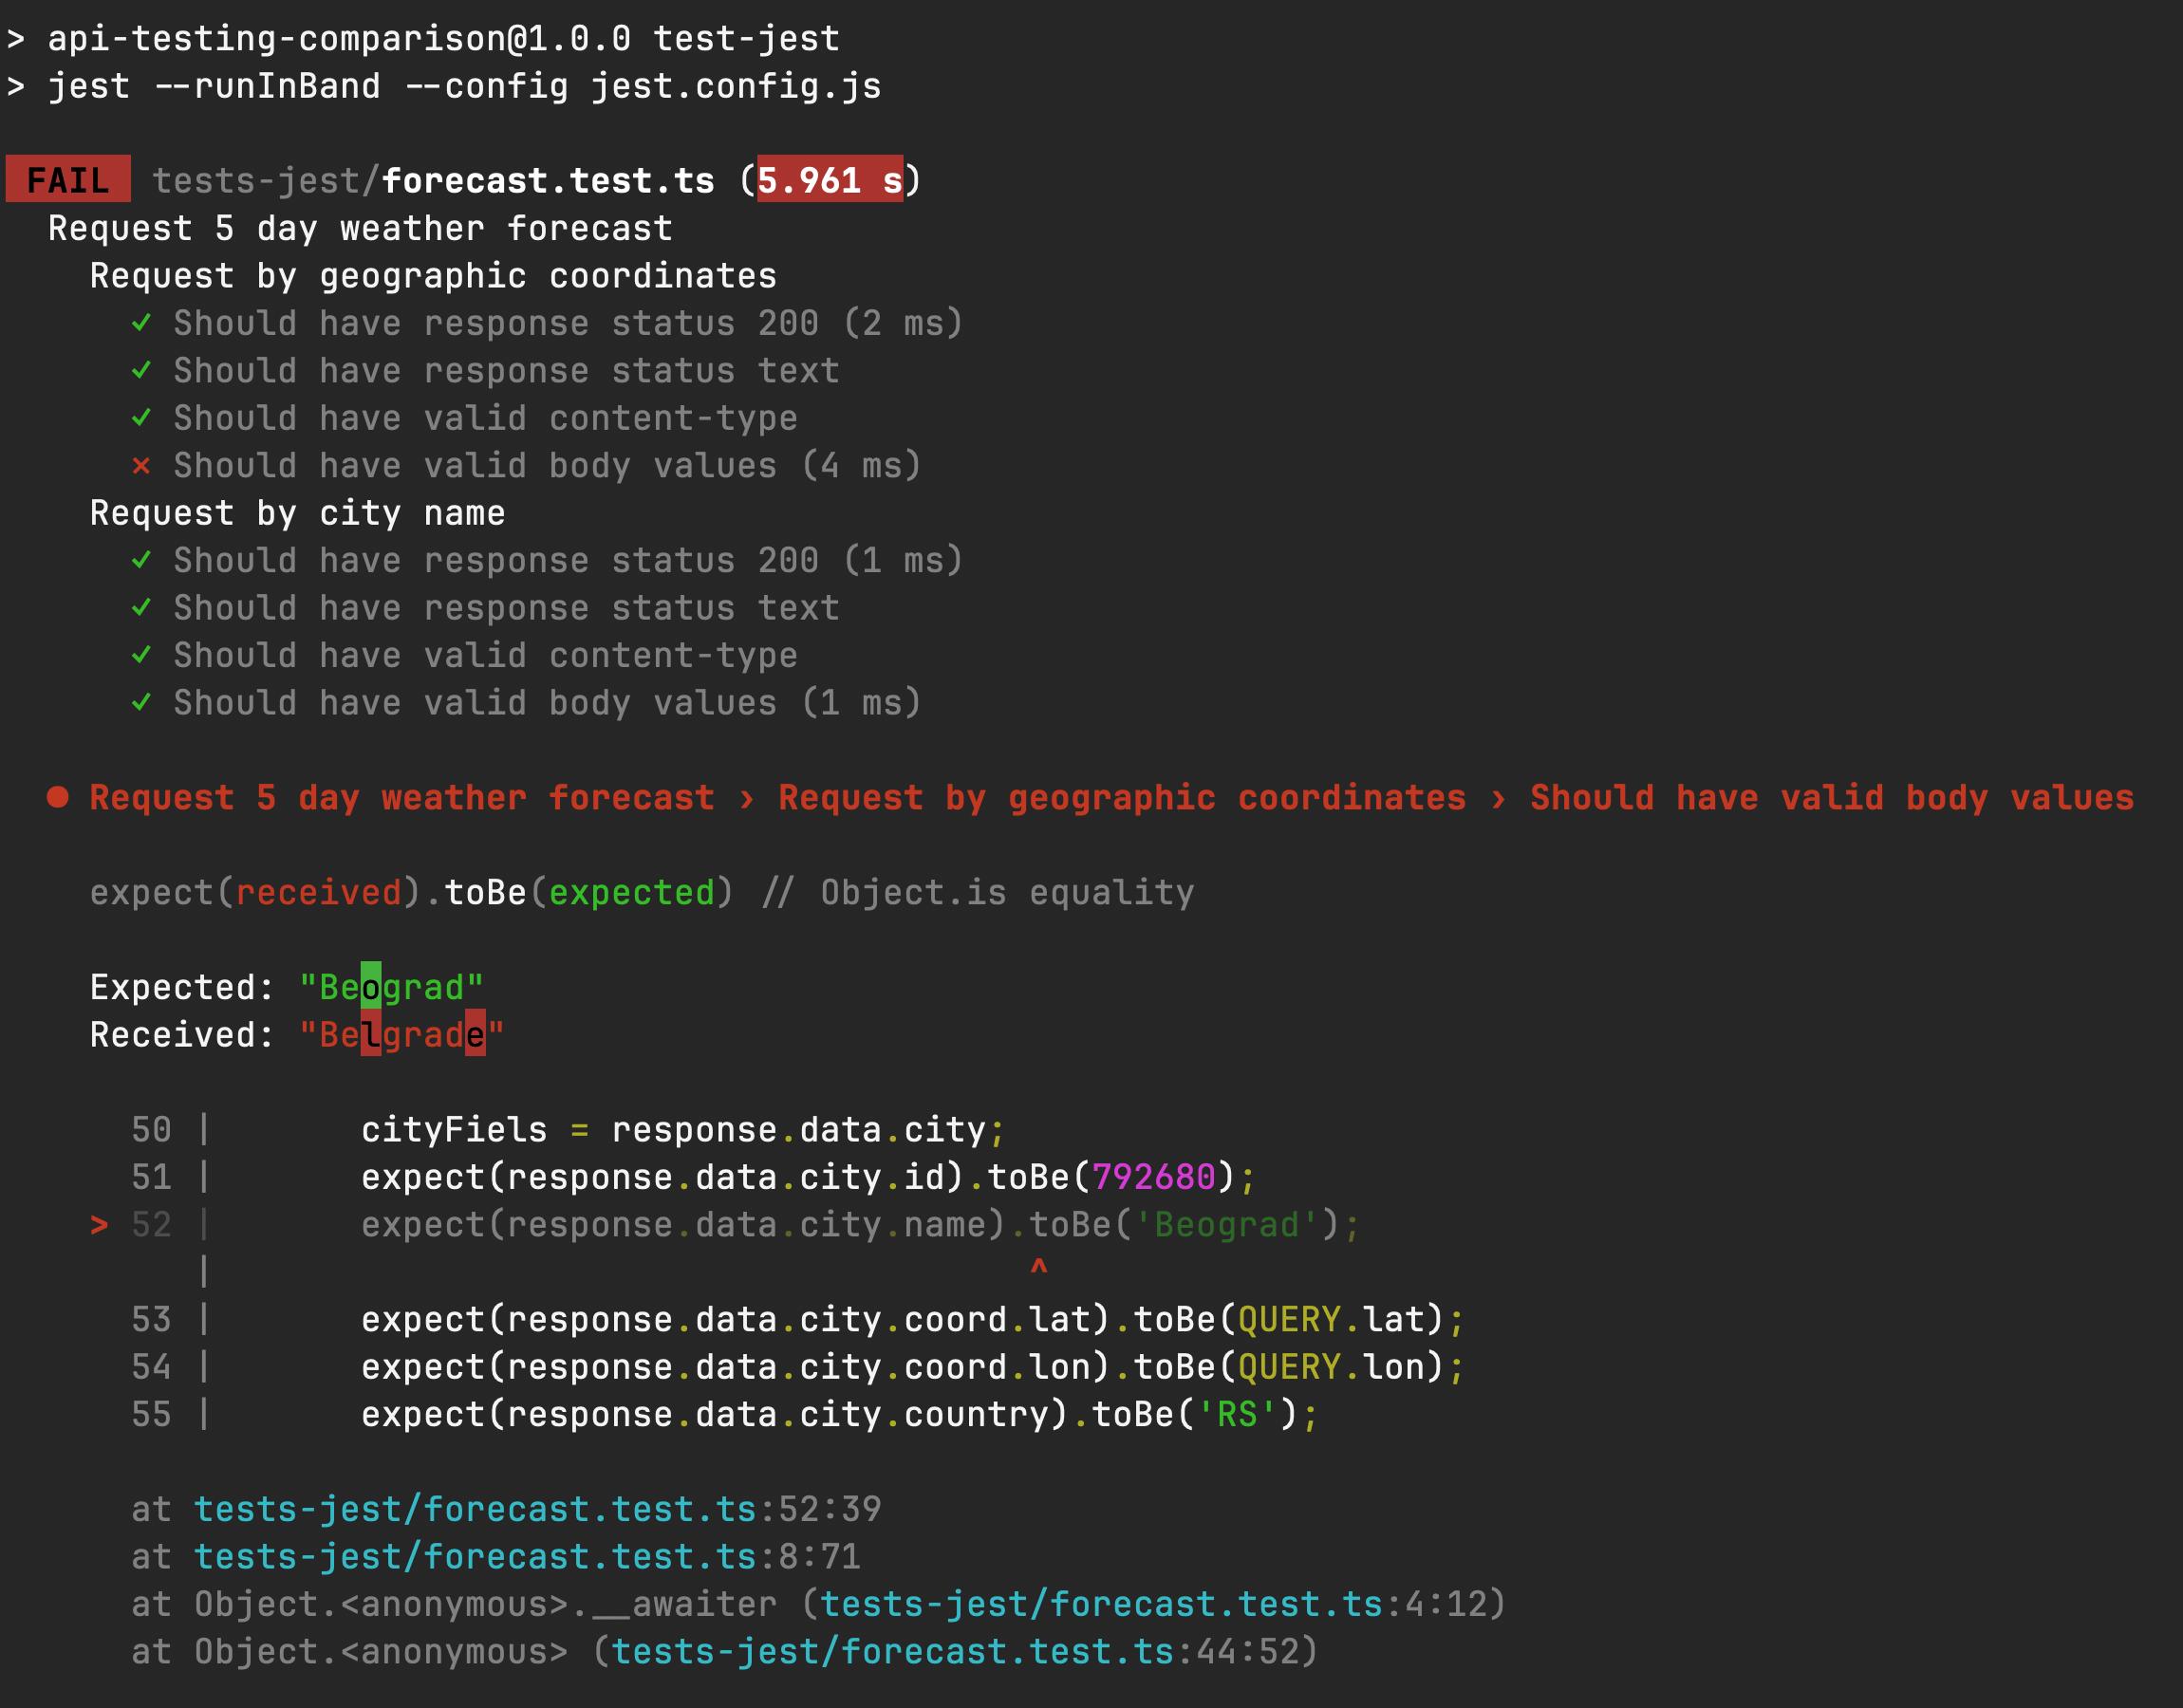 > api-testing-comparison@1.0.0 test-jest
> jest --runInBand --config jest.config.js
FAIL tests-jest/forecast.test.ts (5.961 s)
Request 5 day weather forecast
Request by geographic coordinates
✓ Should have response status 200 (2 ms)
✓ Should have response status text
✓ Should have valid content-type
× Should have valid body values (4 ms)
Request by city name
✓ Should have response status 200 (1 ms)
✓ Should have response status text
✓ Should have valid content-type
✓ Should have valid body values (1 ms)
● Request 5 day weather forecast › Request by geographic coordinates › Should have valid body values
expect(received).toBe(expected) // Object.is equality
Expected: "Beograd"
Received: "Belgrade"
50 | cityFiels = response.data.city;
51 | expect(response.data.city.id).toBe(792680);
> 52 | expect(response.data.city.name).toBe('Beograd');
| ^
53 | expect(response.data.city.coord.lat).toBe(QUERY.lat);
54 | expect(response.data.city.coord.lon).toBe(QUERY.lon);
55 | expect(response.data.city.country).toBe('RS');
at tests-jest/forecast.test.ts:52:39
at tests-jest/forecast.test.ts:8:71
at Object.<anonymous>.__awaiter (tests-jest/forecast.test.ts:4:12)
at Object.<anonymous> (tests-jest/forecast.test.ts:44:52)